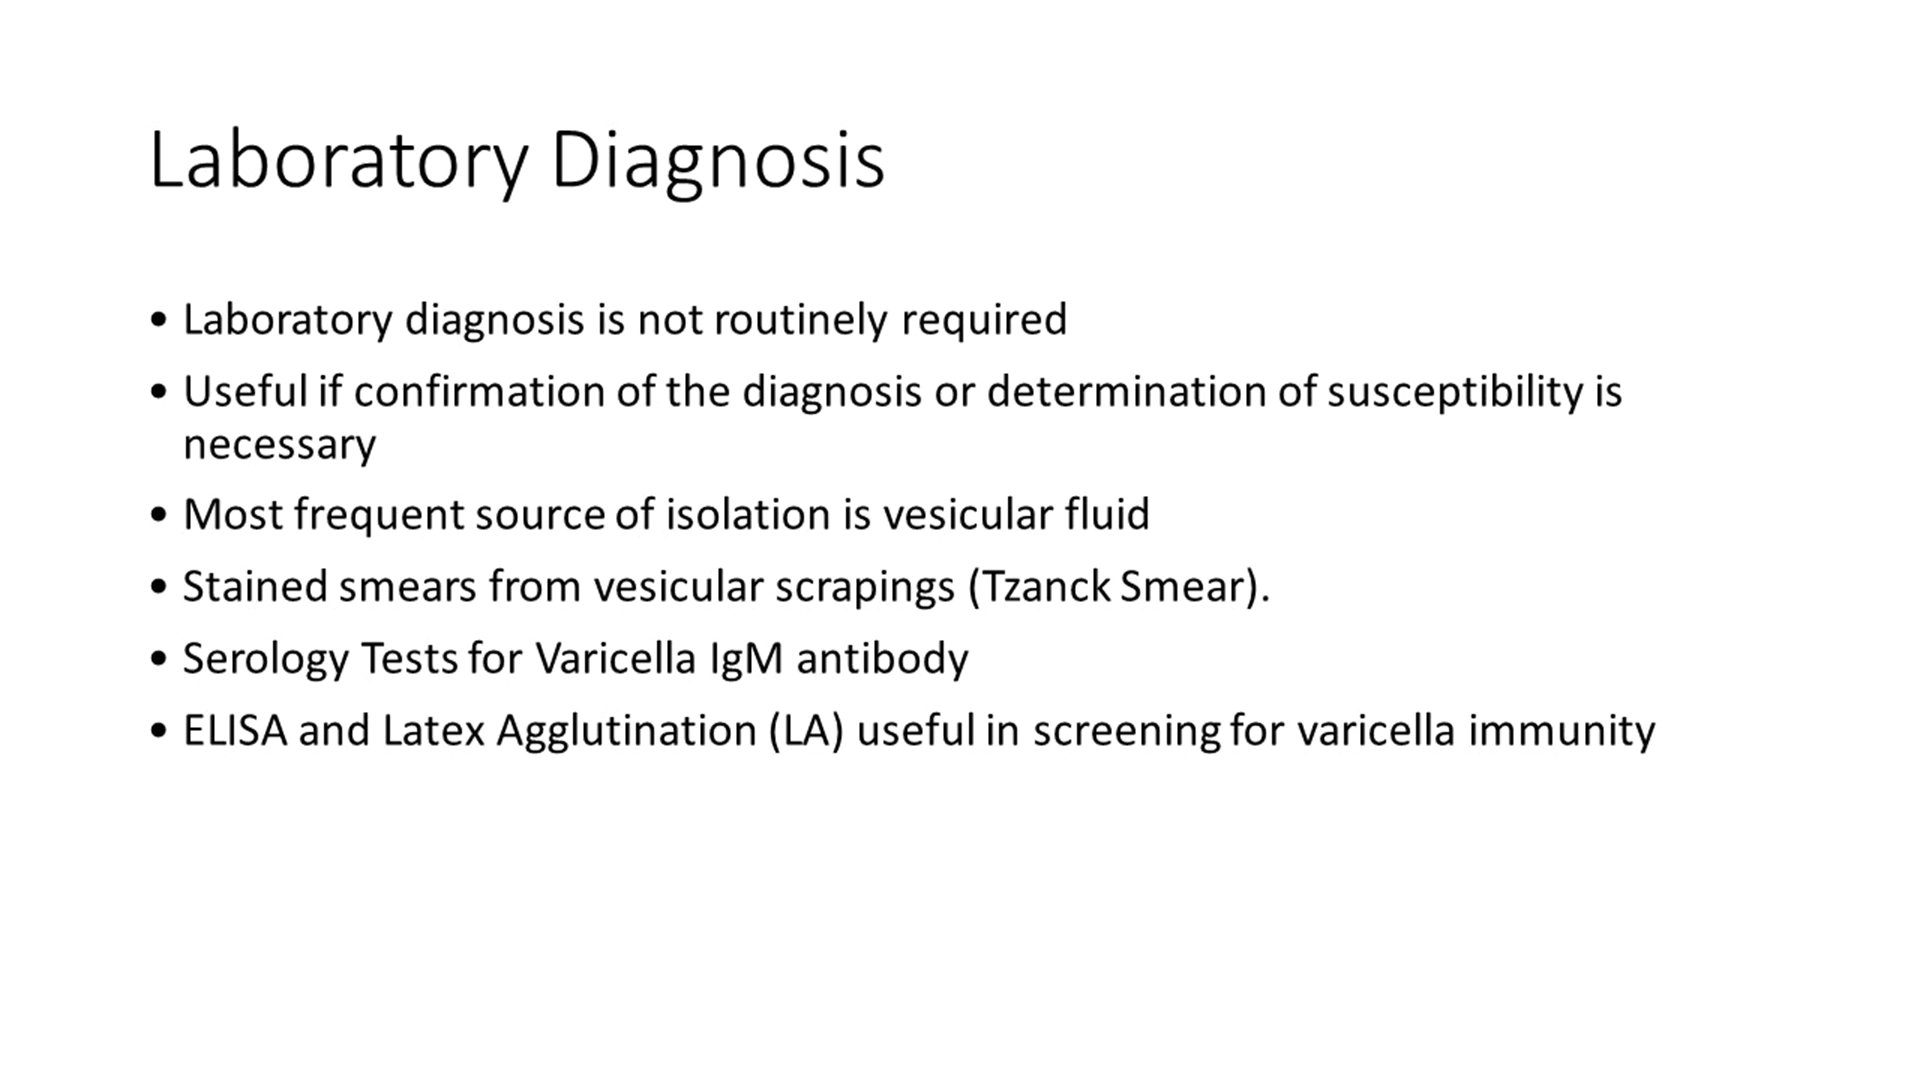 Laboratory Diagnosis
• Laboratory diagnosis is not routinely required
• Useful if confirmation of the diagnosis or determination of susceptibility is
necessary
• Most frequent source of isolation is vesicular fluid
• Stained smears from vesicular scrapings (Tzanck Smear).
• Serology Tests for Varicella IgM antibody
• ELISA and Latex Agglutination (LA) useful in screening for varicella immunity